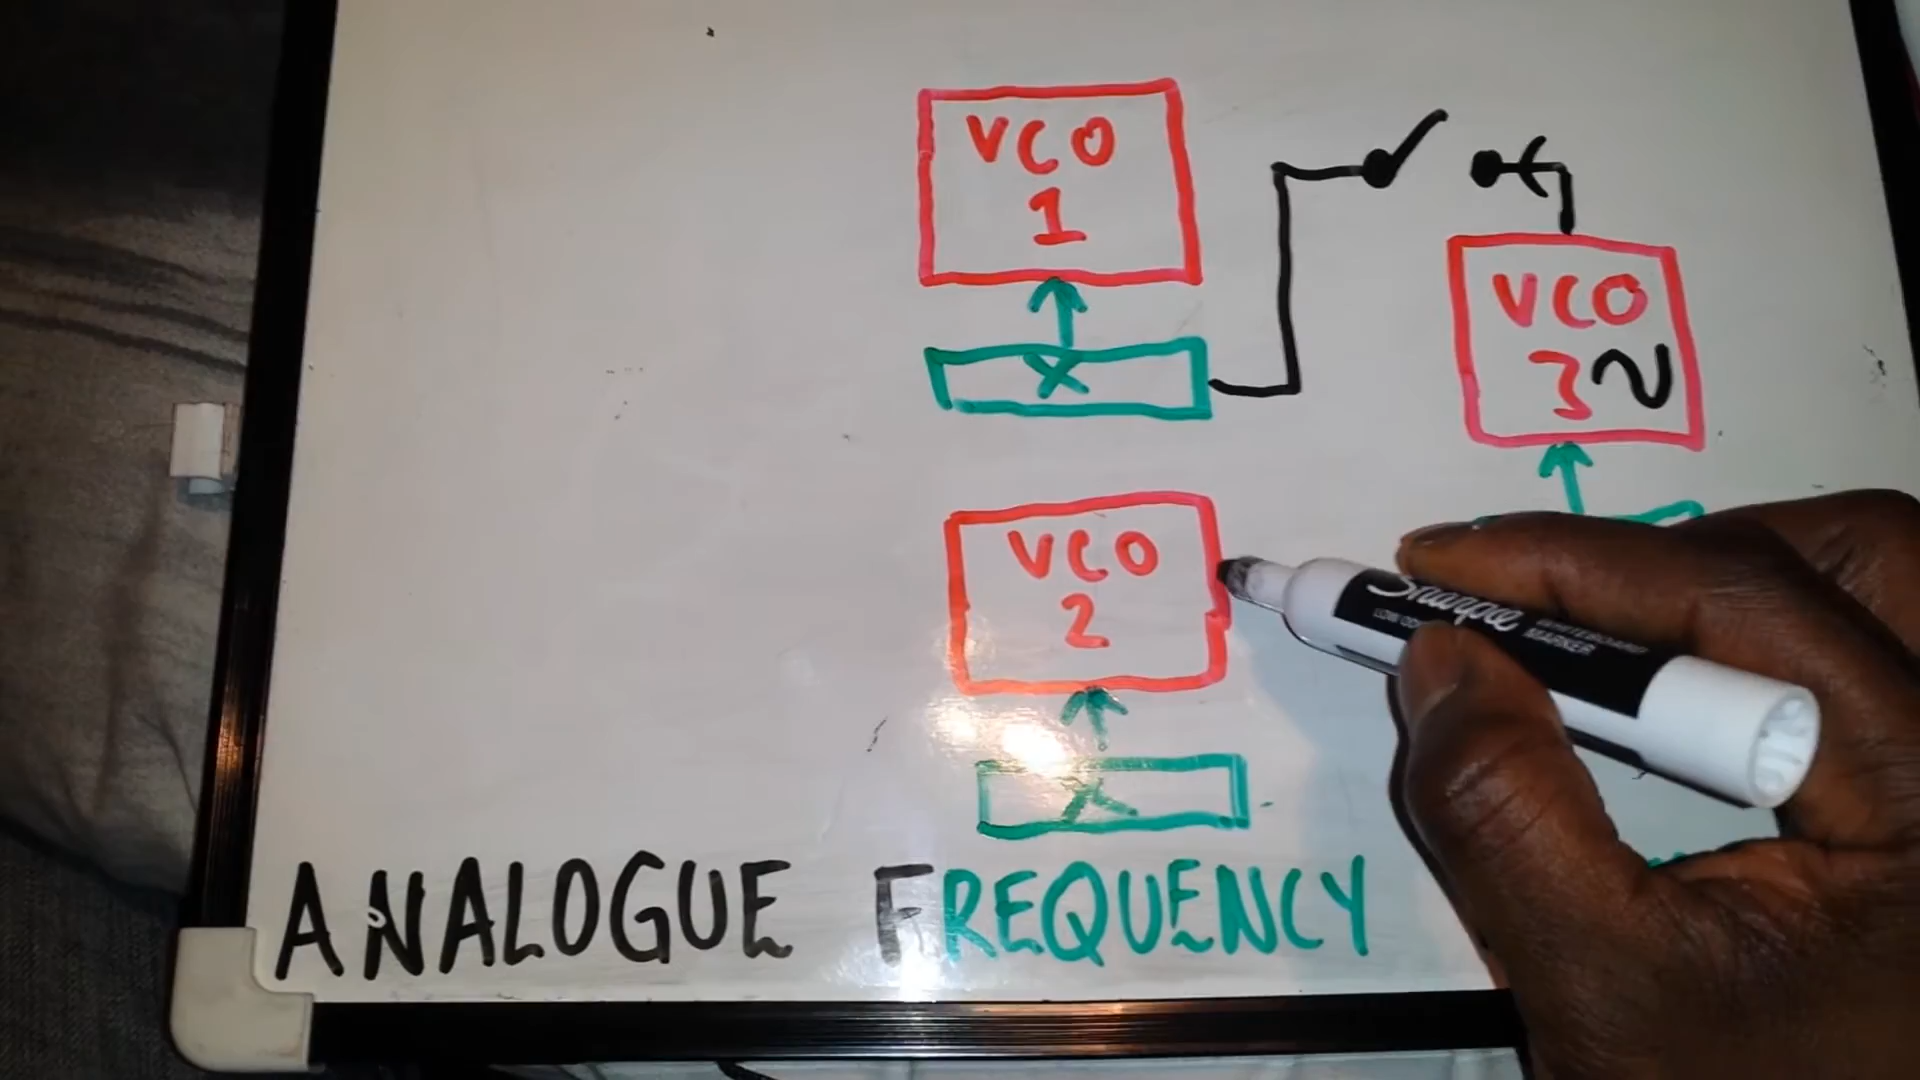 VCO
1
VCO
3
VCO
2
Sharpie
WHITEBOARD
MARKER
ANALOGUE FREQUENCY